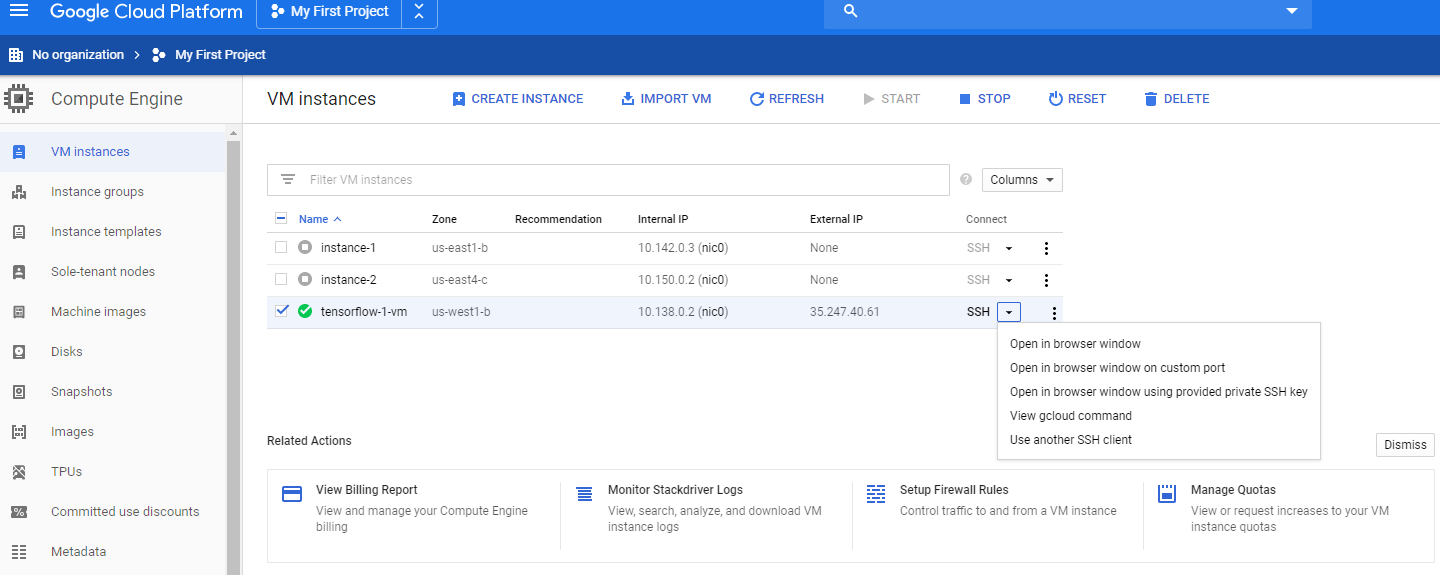 Google Cloud Platform My First Project
No organization My First Project
Compute Engine
VM instances CREATE INSTANCE IMPORT VM REFRESH START STOP RESET DELETE
VM instances
Instance groups
Instance templates
Sole-tenant nodes
Machine images
Disks
Snapshots
Images
TPUs
Committed use discounts
Metadata
Filter VM instances Columns
Name Zone Recommendation Internal IP External IP Connect
instance-1 us-east1-b 10.142.0.3 (nic0) None SSH
instance-2 us-east4-c 10.150.0.2 (nic0) None SSH
tensorflow-1-vm us-west1-b 10.138.0.2 (nic0) 35.247.40.61 SSH
Open in browser window
Open in browser window on custom port
Open in browser window using provided private SSH key
View gcloud command
Use another SSH client
Related Actions Dismiss
View Billing Report
View and manage your Compute Engine
billing
Monitor Stackdriver Logs
View, search, analyze, and download VM
instance logs
Setup Firewall Rules
Control traffic to and from a VM instance
Manage Quotas
View or request increases to your VM
instance quotas